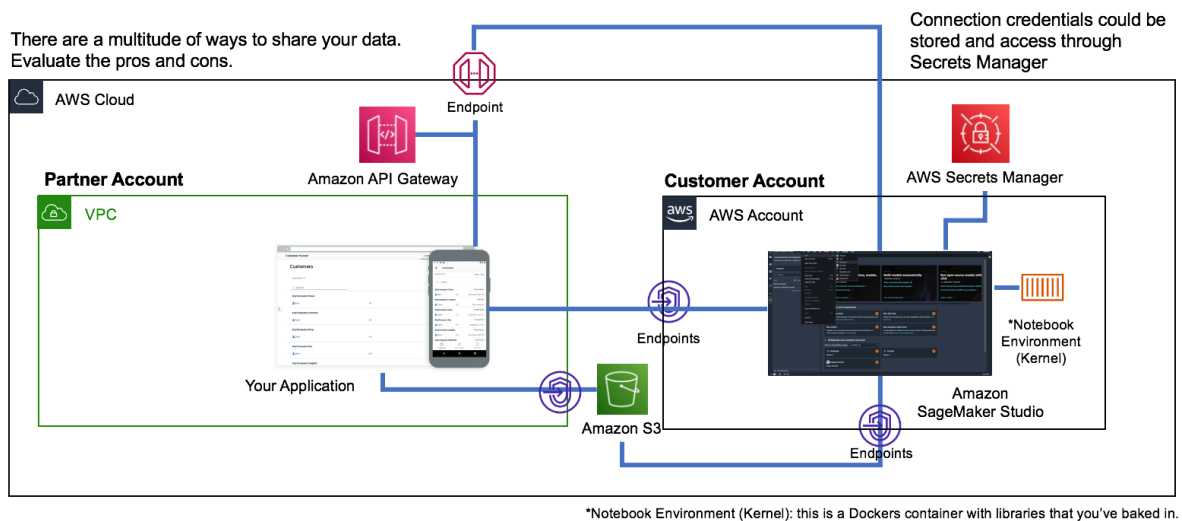 There are a multitude of ways to share your data.
Evaluate the pros and cons.
Connection credentials could be
stored and access through
Secrets Manager
AWS Cloud
Endpoint
Amazon API Gateway
AWS Secrets Manager
Partner Account
VPC
Customer Account
aws
AWS Account
Customers
Your Application
Endpoints
*Notebook
Environment
(Kernel)
Amazon S3
Amazon
SageMaker Studio
Endpoints
*Notebook Environment (Kernel): this is a Dockers container with libraries that you've baked in.